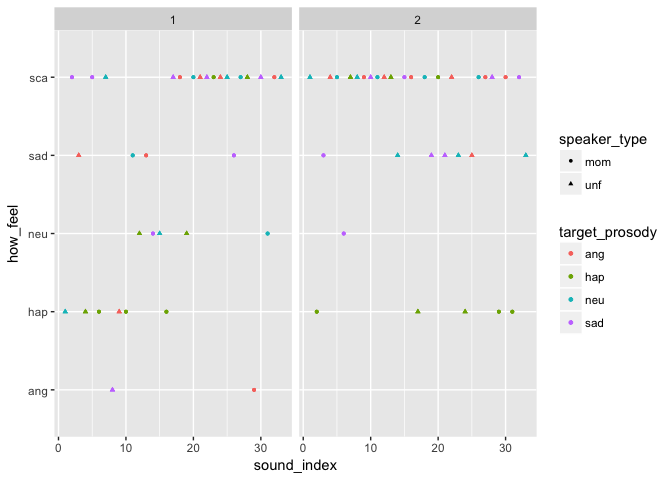 1
2
sca
sad
neu
hap
ang
how_feel
0
10
20
30
0
10
20
30
sound_index
speaker_type
mom
unf
target_prosody
ang
hap
neu
sad